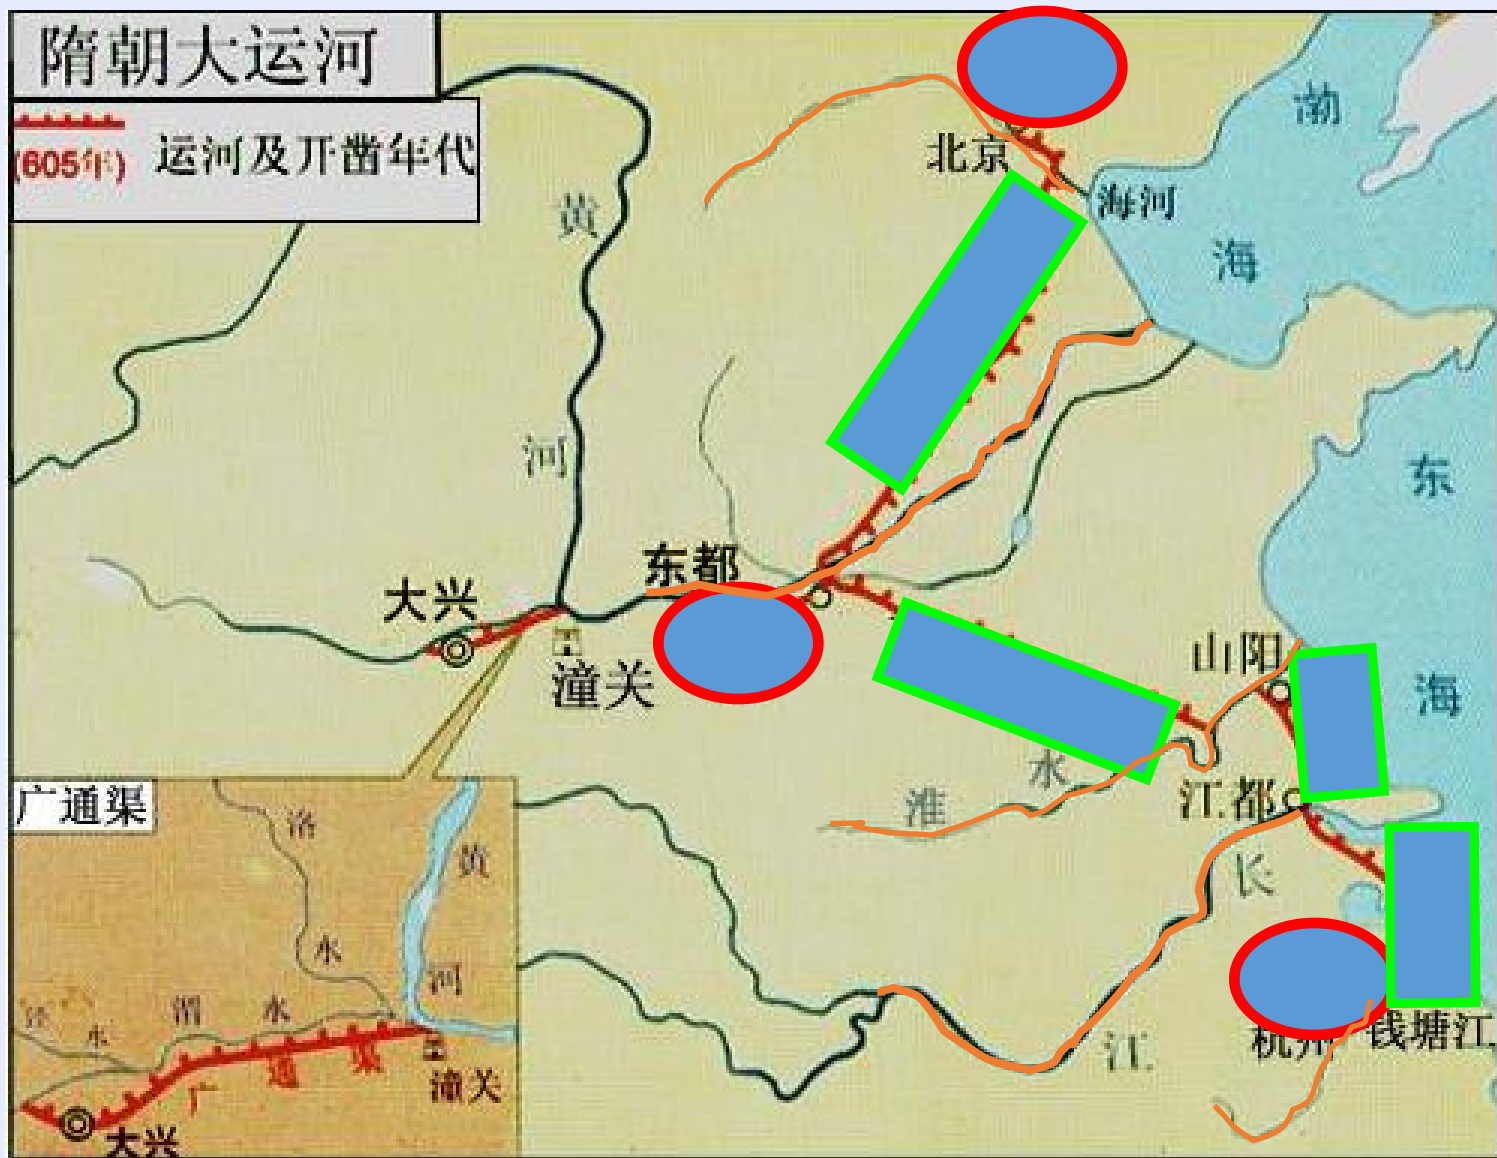 隋朝大运河
(605年) 运河及开凿年代
渤
海
北京
海河
黄
河
东
海
东都
大兴
潼关
山阳
江都
淮
水
长
江
杭州
钱塘江
广通渠
洛
水
黄
河
渭
水
泾
水
广
通
渠
潼关
大兴